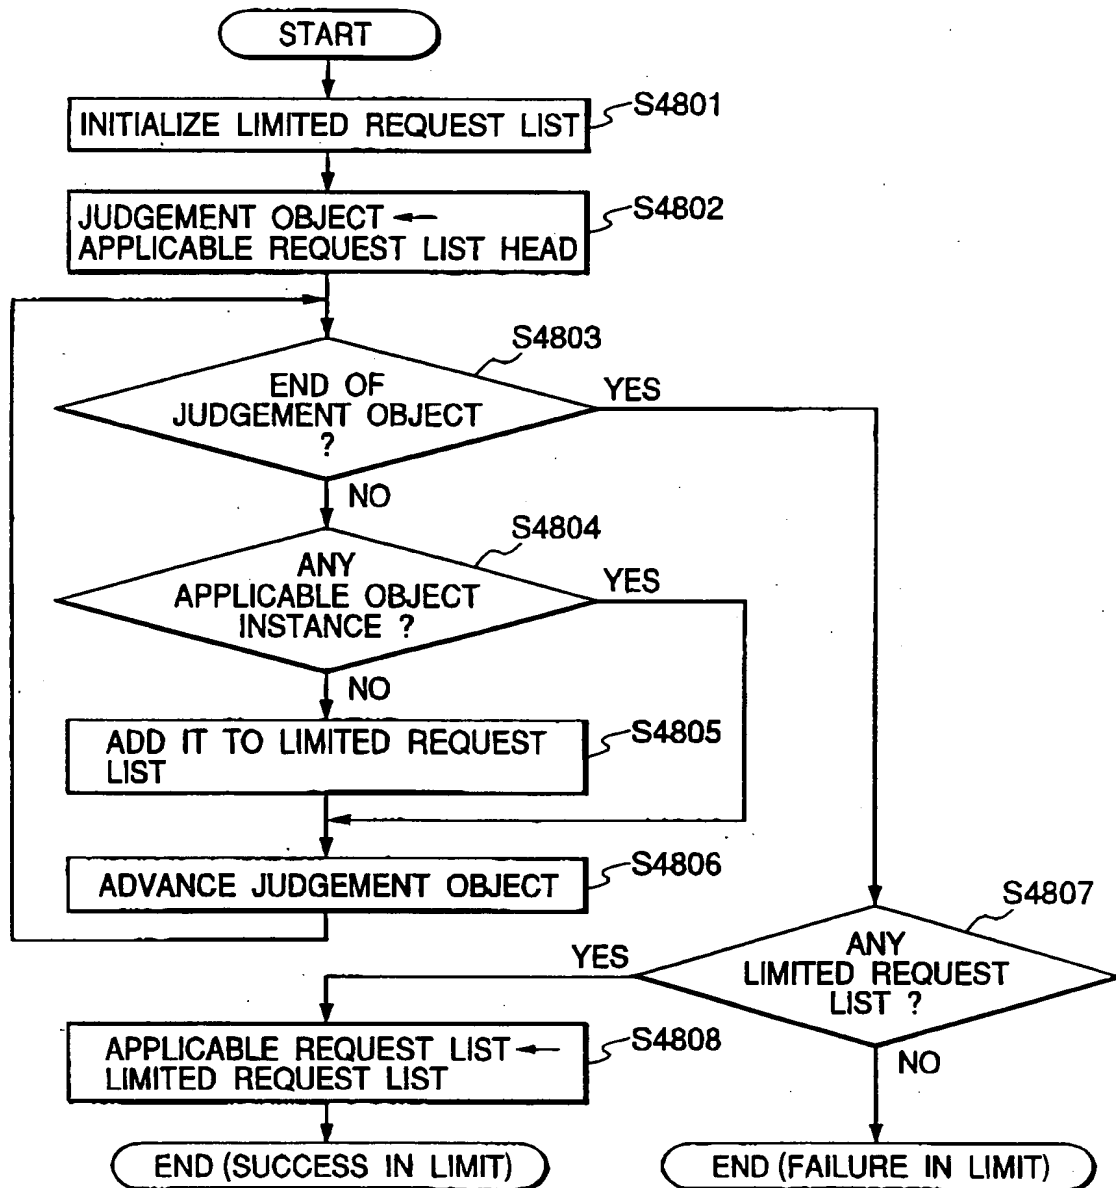 START
INITIALIZE LIMITED REQUEST LIST
S4801
JUDGEMENT OBJECT ←
APPLICABLE REQUEST LIST HEAD
S4802
S4803
END OF
JUDGEMENT OBJECT
?
YES
NO
S4804
ANY
APPLICABLE OBJECT
INSTANCE ?
YES
NO
ADD IT TO LIMITED REQUEST
LIST
S4805
ADVANCE JUDGEMENT OBJECT
S4806
S4807
ANY
LIMITED REQUEST
LIST ?
YES
NO
APPLICABLE REQUEST LIST ←
LIMITED REQUEST LIST
S4808
END (SUCCESS IN LIMIT)
END (FAILURE IN LIMIT)